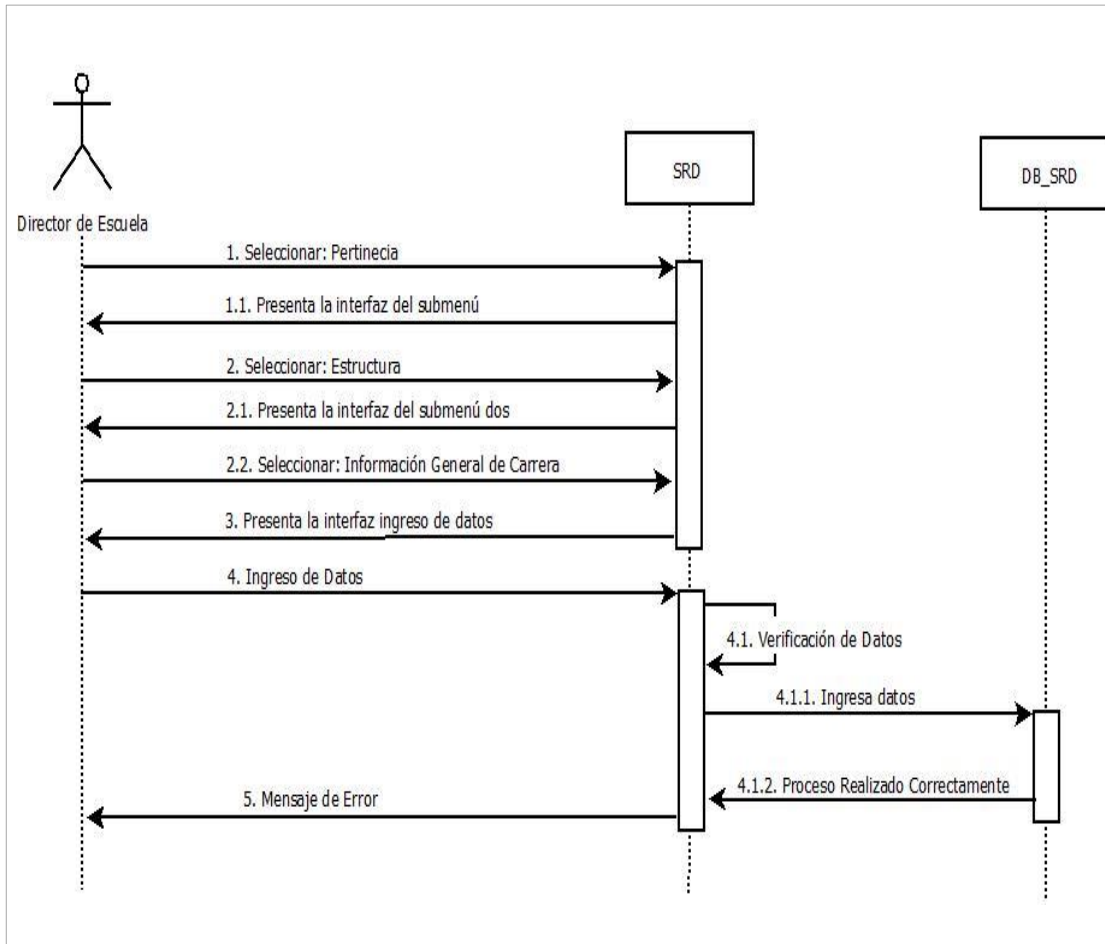 SRD
DB_SRD
Director de Escuela
1. Seleccionar: Pertinecia
1.1. Presenta la interfaz del submenú
2. Seleccionar: Estructura
2.1. Presenta la interfaz del submenú dos
2.2. Seleccionar: Información General de Carrera
3. Presenta la interfaz ingreso de datos
4. Ingreso de Datos
4.1. Verificación de Datos
4.1.1. Ingresa datos
4.1.2. Proceso Realizado Correctamente
5. Mensaje de Error